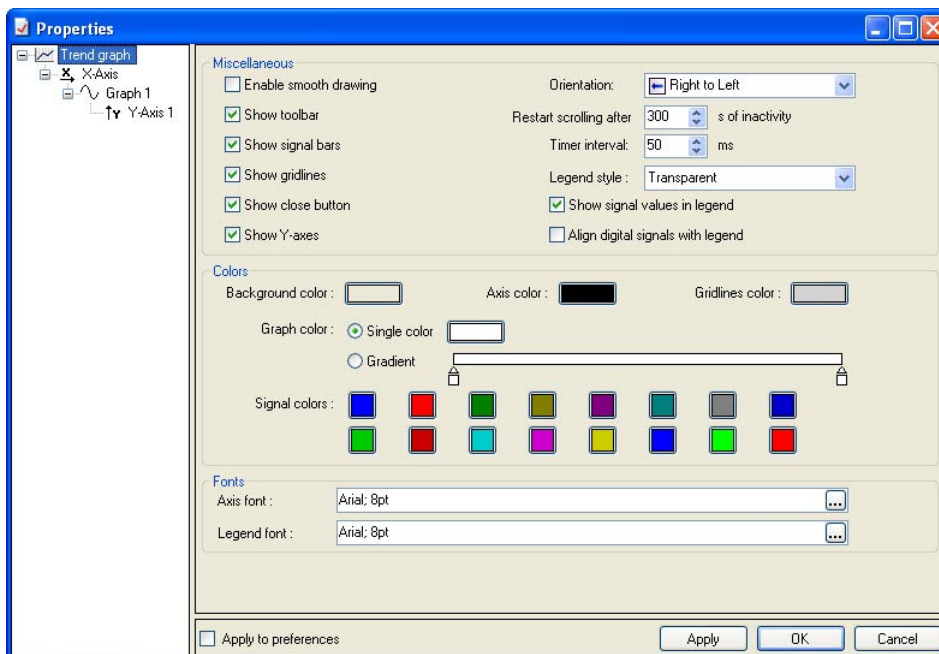 Properties
Trend graph
X-Axis
Graph 1
Y-Axis 1
Miscellaneous
Enable smooth drawing
Orientation: Right to Left
Show toolbar
Restart scrolling after 300 s of inactivity
Show signal bars
Timer interval: 50 ms
Show gridlines
Legend style : Transparent
Show close button
Show signal values in legend
Show Y-axes
Align digital signals with legend
Colors
Background color :
Axis color :
Gridlines color :
Graph color :
Single color
Gradient
Signal colors :
Fonts
Axis font : Arial; 8pt ...
Legend font : Arial; 8pt ...
Apply to preferences
Apply
OK
Cancel